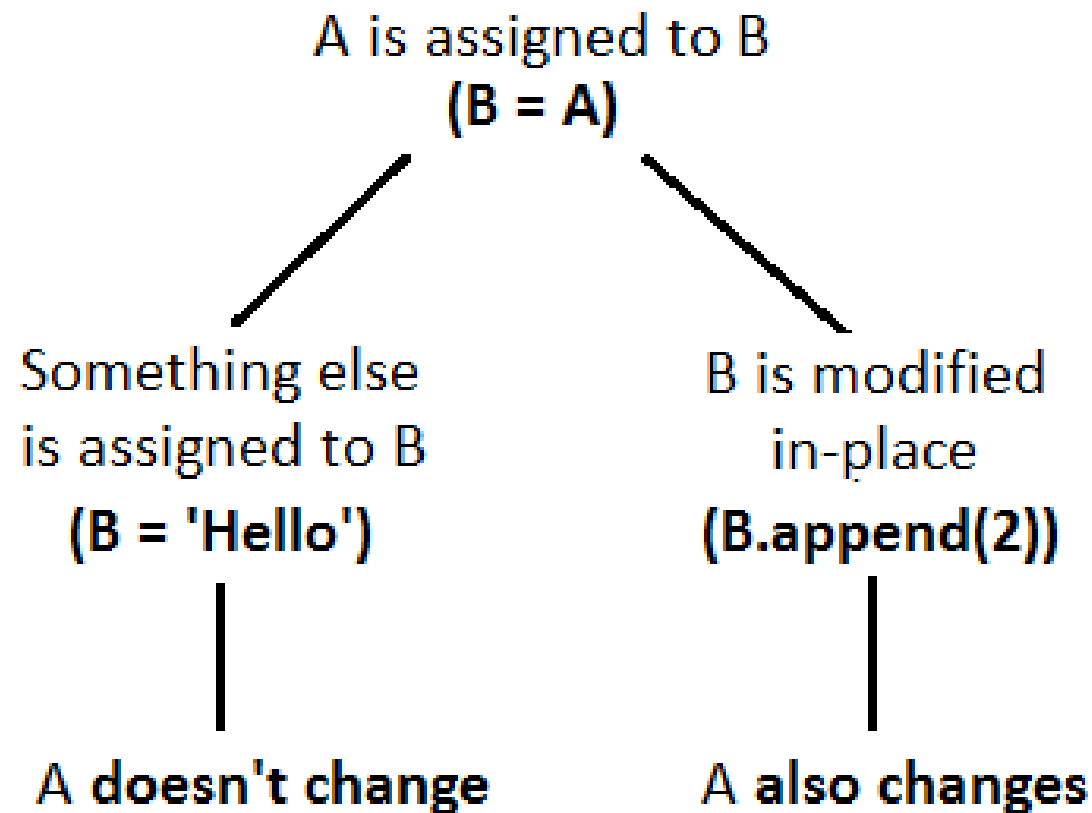 A is assigned to B
(B = A)
Something else
is assigned to B
(B = 'Hello')
A doesn't change
B is modified
in-place
(B.append(2))
A also changes